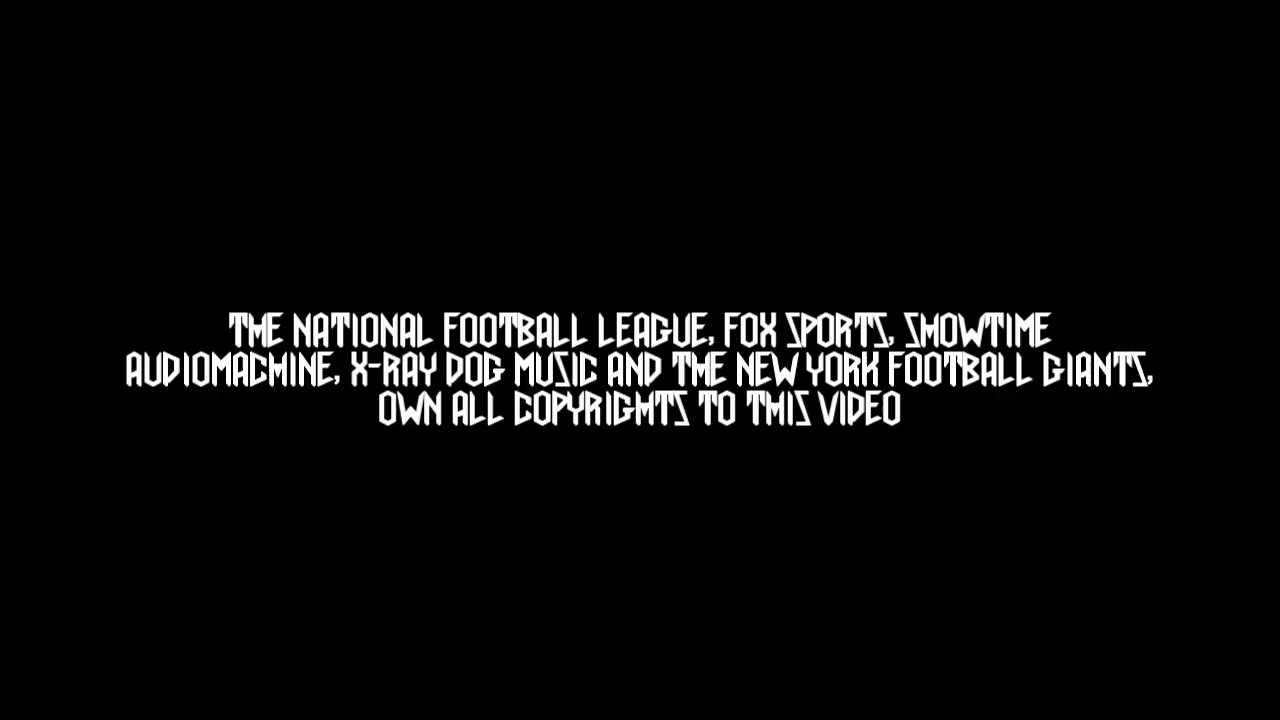 THE NATIONAL FOOTBALL LEAGUE, FOX SPORTS, SHOWTIME
AUDIOMACHINE, X-RAY DOG MUSIC AND THE NEW YORK FOOTBALL GIANTS,
OWN ALL COPYRIGHTS TO THIS VIDEO